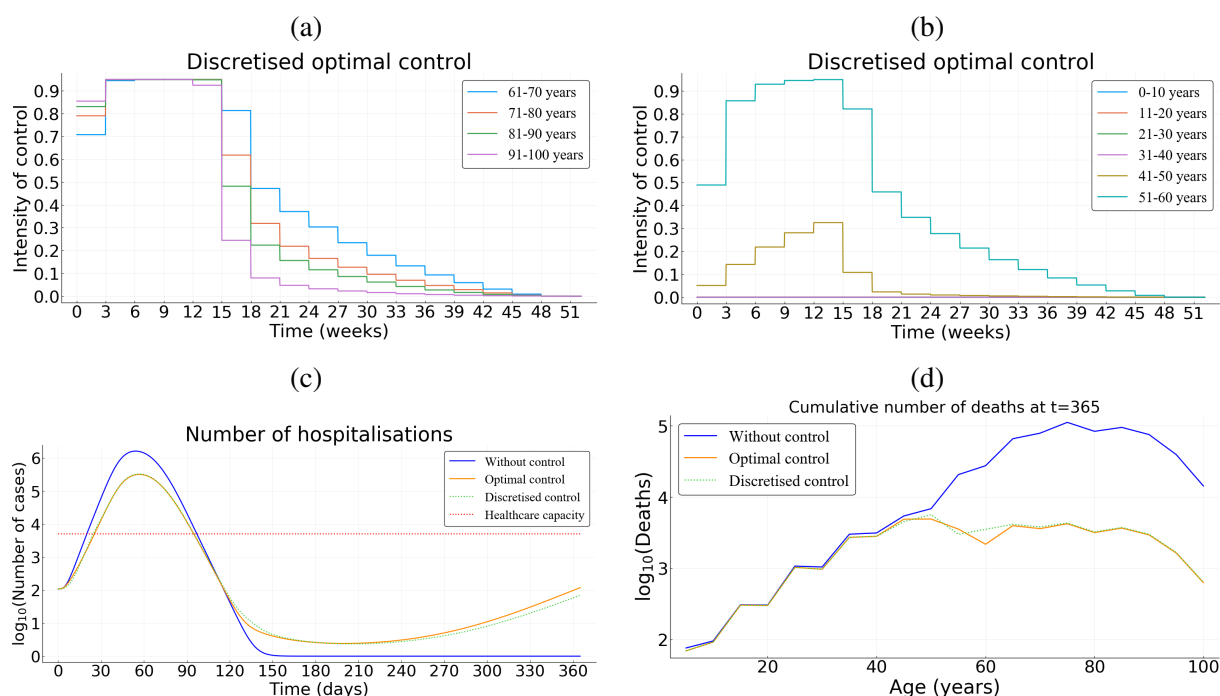 (a)
Discretised optimal control
Intensity of control
0.9
0.8
0.7
0.6
0.5
0.4
0.3
0.2
0.1
0.0
61-70 years
71-80 years
81-90 years
91-100 years
0 3 6 9 12 15 18 21 24 27 30 33 36 39 42 45 48 51
Time (weeks)
(b)
Discretised optimal control
Intensity of control
0.9
0.8
0.7
0.6
0.5
0.4
0.3
0.2
0.1
0.0
0-10 years
11-20 years
21-30 years
31-40 years
41-50 years
51-60 years
0 3 6 9 12 15 18 21 24 27 30 33 36 39 42 45 48 51
Time (weeks)
(c)
Number of hospitalisations
log10(Number of cases)
6
5
4
3
2
1
0
Without control
Optimal control
Discretised control
Healthcare capacity
0 30 60 90 120 150 180 210 240 270 300 330 360
Time (days)
(d)
Cumulative number of deaths at t=365
log10(Deaths)
5
4
3
2
Without control
Optimal control
Discretised control
20 40 60 80 100
Age (years)